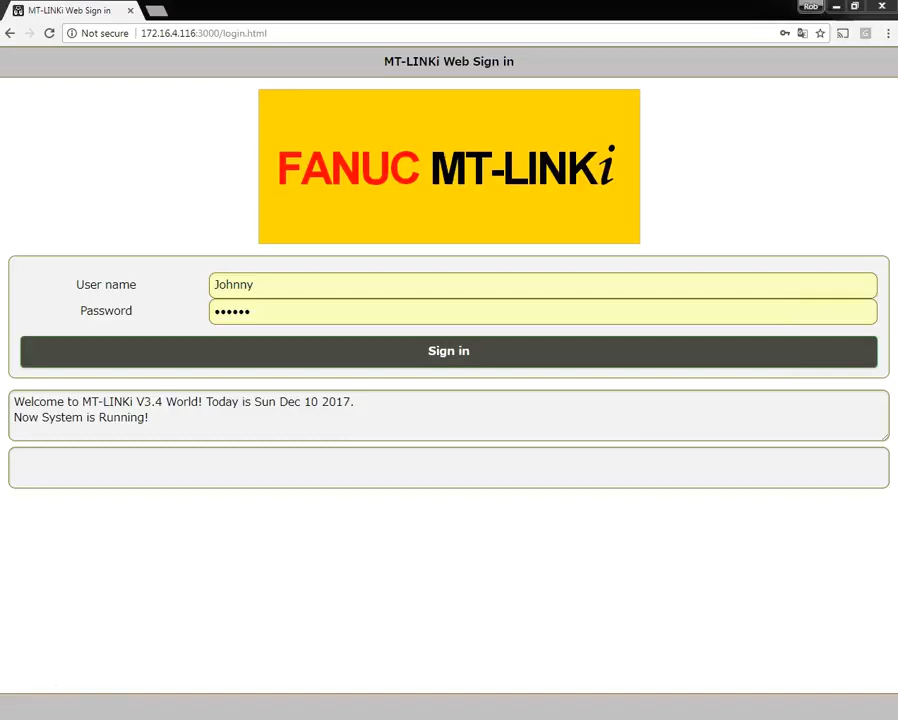 MT-LINKi Web Sign in
Rob
Not secure
172.16.4.116:3000/login.html
MT-LINKi Web Sign in
FANUC MT-LINKi
User name
Johnny
Password
••••••
Sign in
Welcome to MT-LINKi V3.4 World! Today is Sun Dec 10 2017.
Now System is Running!